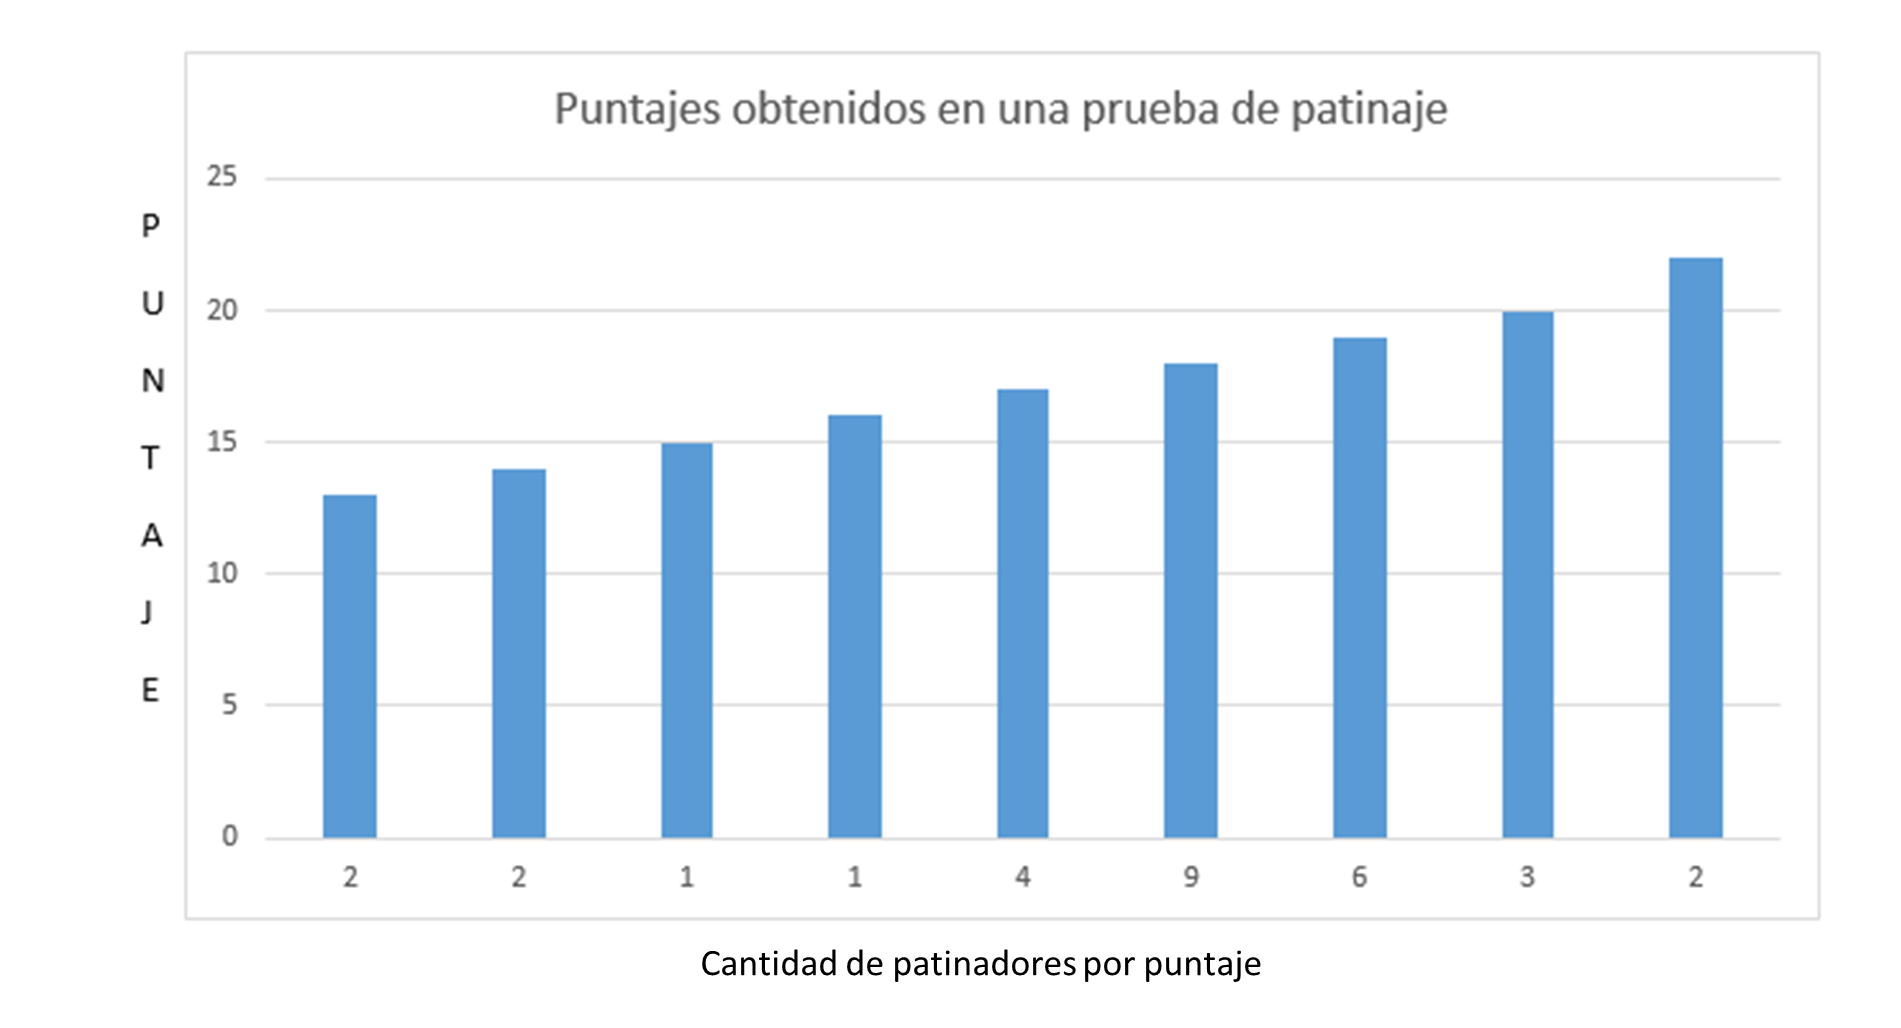 Puntajes obtenidos en una prueba de patinaje
P
U
N
T
A
J
E
25
20
15
10
5
0
2 2 1 1 4 9 6 3 2
Cantidad de patinadores por puntaje